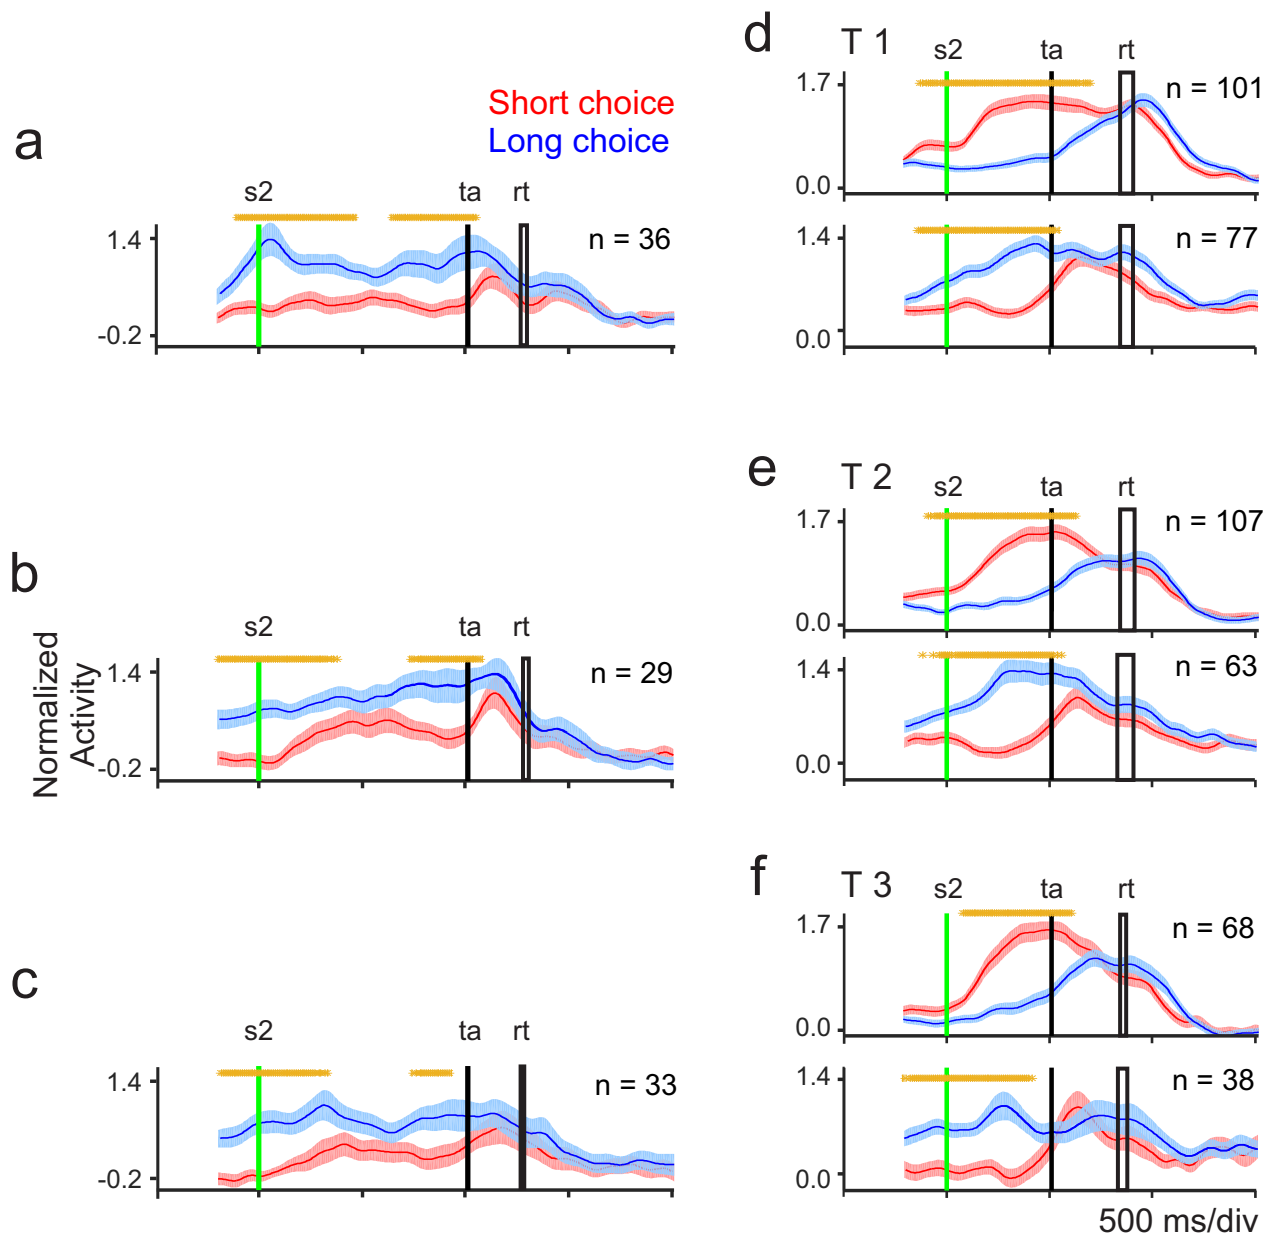 Short choice
Long choice
a
s2 ta rt
1.4
-0.2
n = 36
b
s2 ta rt
1.4
-0.2
n = 29
Normalized
Activity
c
s2 ta rt
1.4
-0.2
n = 33
d T 1
s2 ta rt
1.7
0.0
n = 101
1.4
0.0
n = 77
e T 2
s2 ta rt
1.7
0.0
n = 107
1.4
0.0
n = 63
f T 3
s2 ta rt
1.7
0.0
n = 68
1.4
0.0
n = 38
500 ms/div